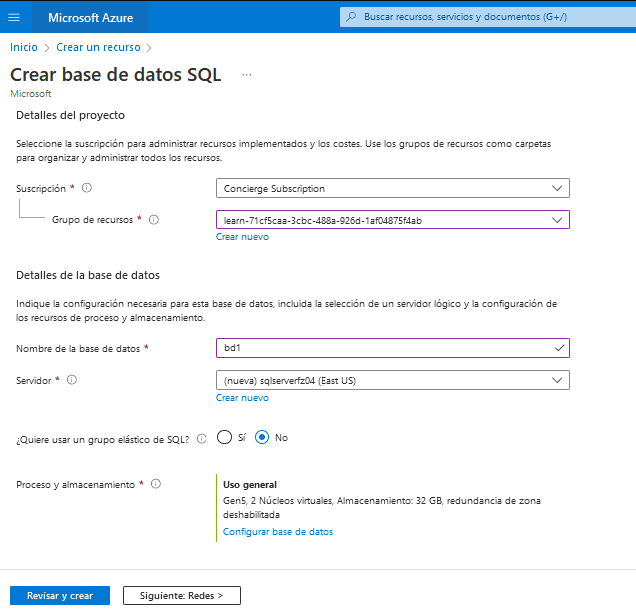 Microsoft Azure
Buscar recursos, servicios y documentos (G+/)
Inicio > Crear un recurso >
Crear base de datos SQL ...
Microsoft
Detalles del proyecto
Seleccione la suscripción para administrar recursos implementados y los costes. Use los grupos de recursos como carpetas
para organizar y administrar todos los recursos.
Suscripción *
Concierge Subscription
Grupo de recursos *
learn-71cf5caa-3cbc-488a-926d-1af04875f4ab
Crear nuevo
Detalles de la base de datos
Indique la configuración necesaria para esta base de datos, incluida la selección de un servidor lógico y la configuración de
los recursos de proceso y almacenamiento.
Nombre de la base de datos *
bd1
Servidor *
(nueva) sqlserverfz04 (East US)
Crear nuevo
¿Quiere usar un grupo elástico de SQL?
Sí
No
Proceso y almacenamiento *
Uso general
Gen5, 2 Núcleos virtuales, Almacenamiento: 32 GB, redundancia de zona
deshabilitada
Configurar base de datos
Revisar y crear
Siguiente: Redes >